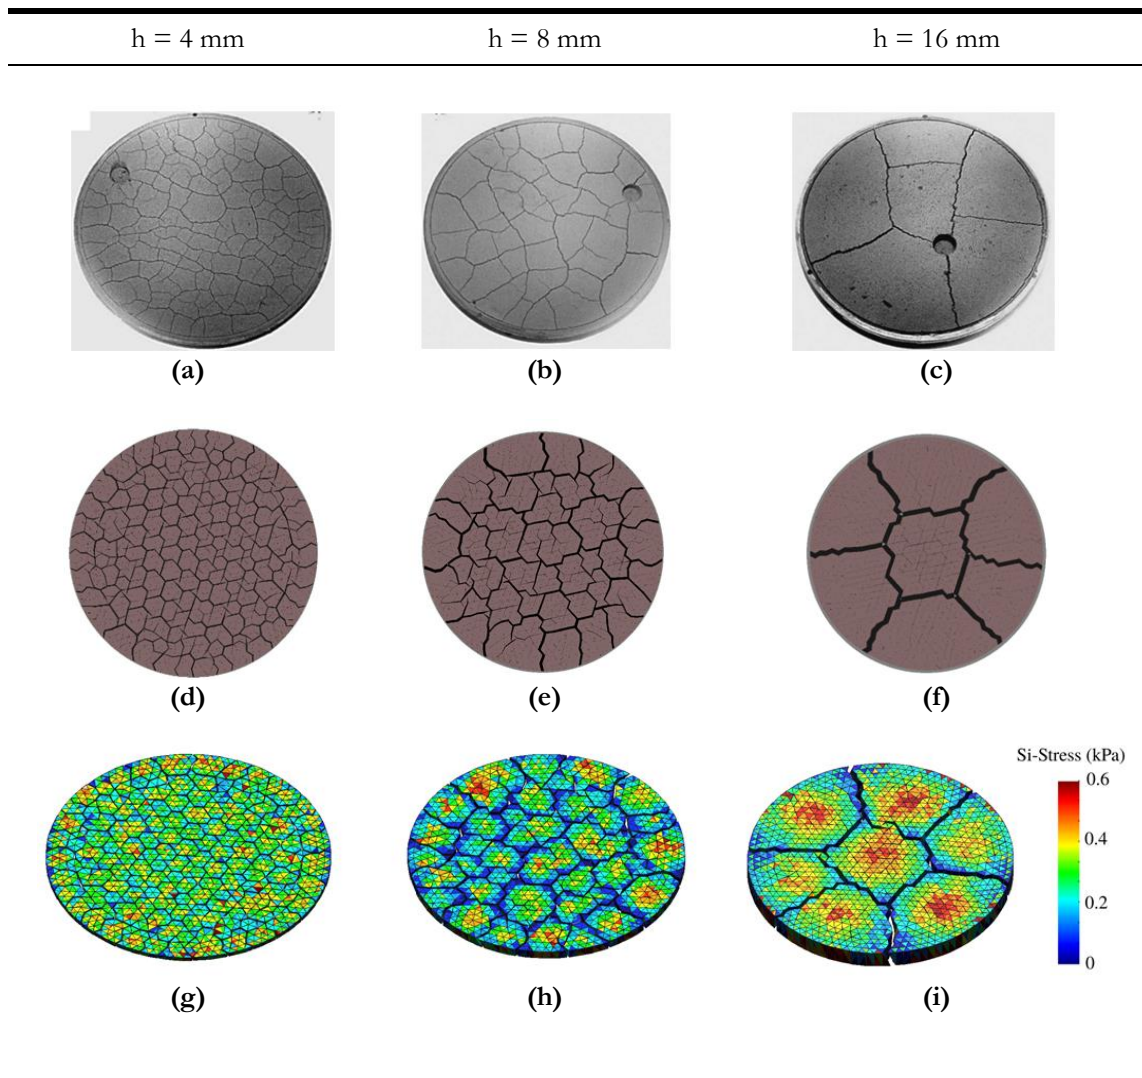 h = 4 mm
h = 8 mm
h = 16 mm
(a)
(b)
(c)
(d)
(e)
(f)
Si-Stress (kPa)
0.6
0.4
0.2
0
(g)
(h)
(i)